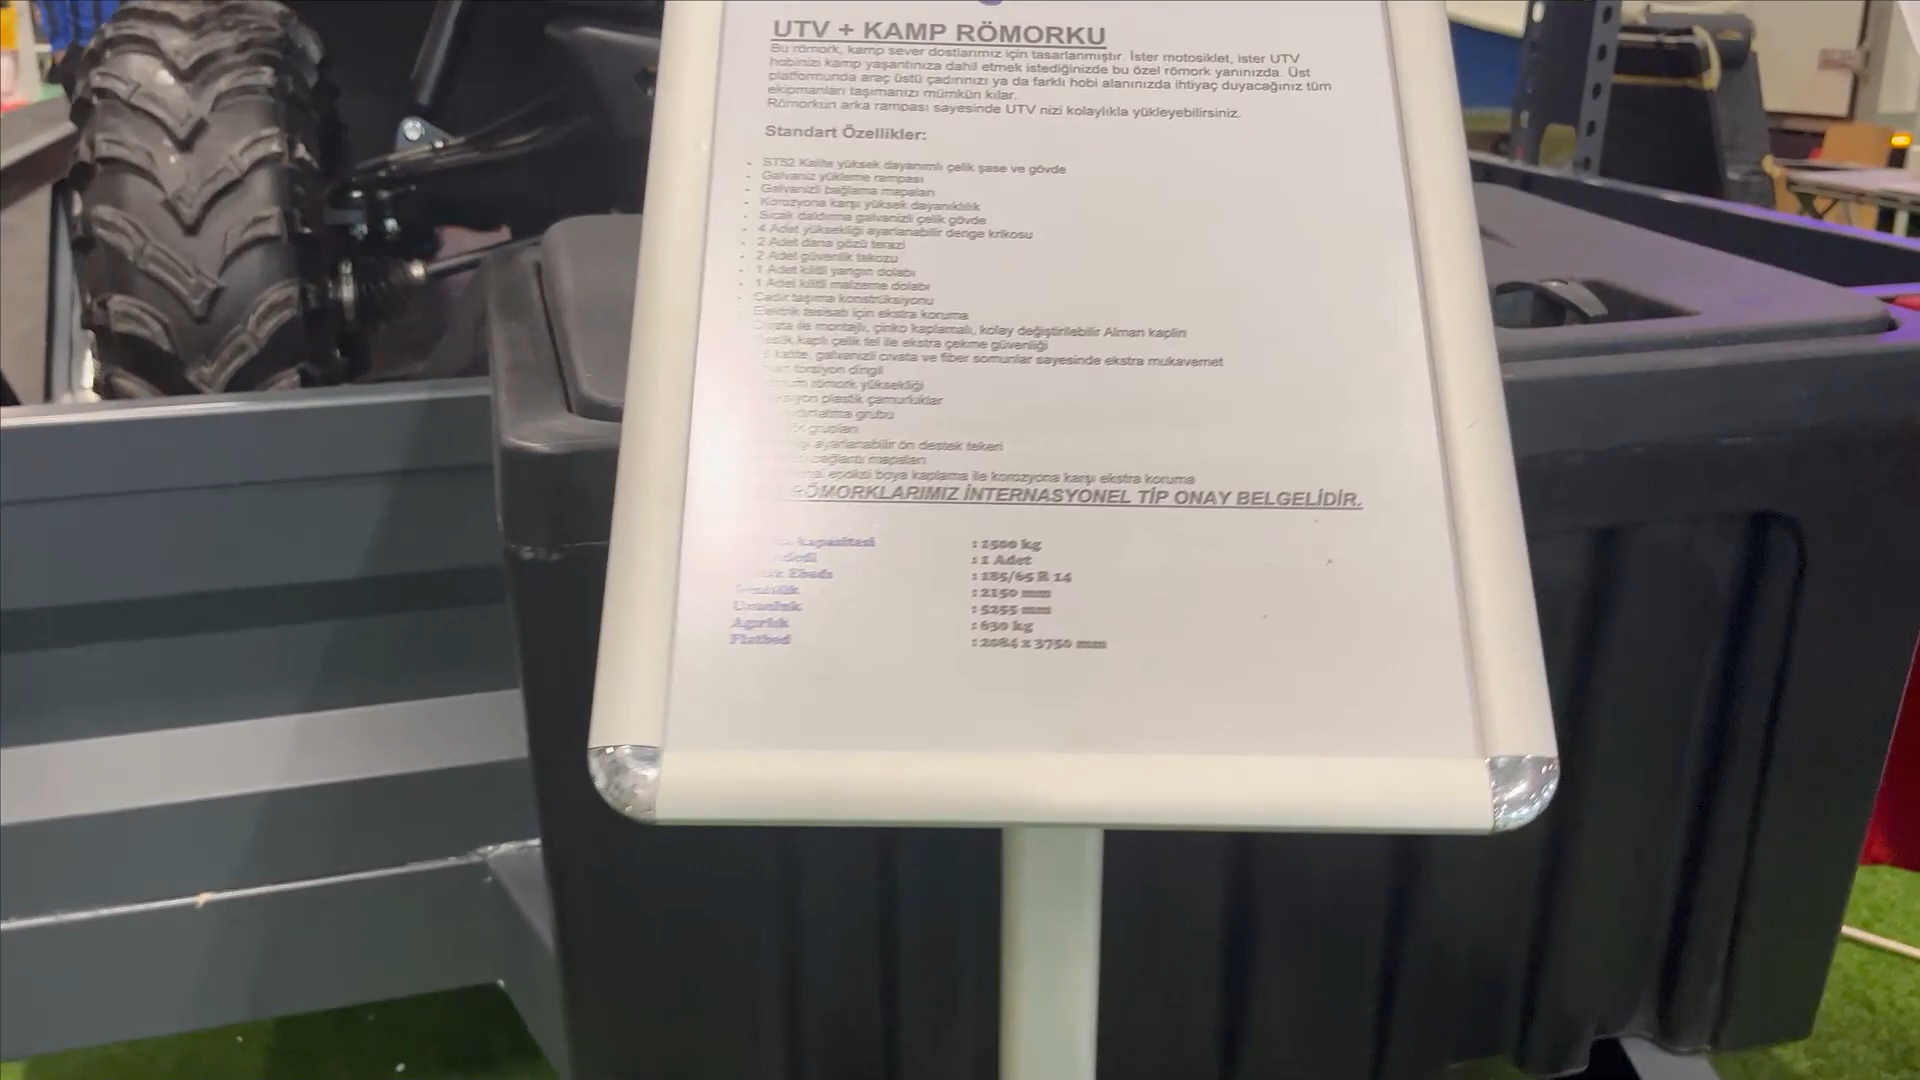 UTV + KAMP RÖMORKU
Bu römork, kamp sever dostlarımız için tasarlanmıştır. İster motosiklet, ister UTV
hobinizi kamp yaşantınıza dahil etmek istediğinizde bu özel römork yanınızda. Üst
platformunda araç üstü çadırınızı ya da farklı hobi alanınızda ihtiyaç duyacağınız tüm
ekipmanları taşımanızı mümkün kılar.
Römorkun arka rampası sayesinde UTV nizi kolaylıkla yükleyebilirsiniz.
Standart Özellikler:
- ST52 Kalite yüksek dayanımlı çelik şase ve gövde
- Galvaniz yükleme rampası
- Galvanizli bağlama mapaları
- Korozyona karşı yüksek dayanıklılık
- Sıcak daldırma galvanizli çelik gövde
- 4 Adet yüksekliği ayarlanabilir denge krikosu
- 2 Adet dana gözü terazi
- 2 Adet güvenlik takozu
- 1 Adet kilitli yangın dolabı
- 1 Adet kilitli malzeme dolabı
- Çadır taşıma konstrüksiyonu
Elektrik tesisatı için ekstra koruma
ile montajlı, çinko kaplamalı, kolay değiştirilebilir Alman kaplin
kaplı çelik tel ile ekstra çekme güvenliği
kalite, galvanizli cıvata ve fiber somunlar sayesinde ekstra mukavemet
torsiyon dingil
römork yüksekliği
plastik çamurluklar
grubu
grupları
ayarlanabilir ön destek tekeri
bağlantı mapaları
epoksi boya kaplama ile korozyona karşı ekstra koruma
RÖMORKLARIMIZ İNTERNASYONEL TİP ONAY BELGELİDİR.
kapasitesi : 1500 kg
: 1 Adet
Ebadı : 185/65 R 14
: 2150 mm
Uzunluk : 5255 mm
Ağırlık : 630 kg
Flatbed : 2084 x 3750 mm